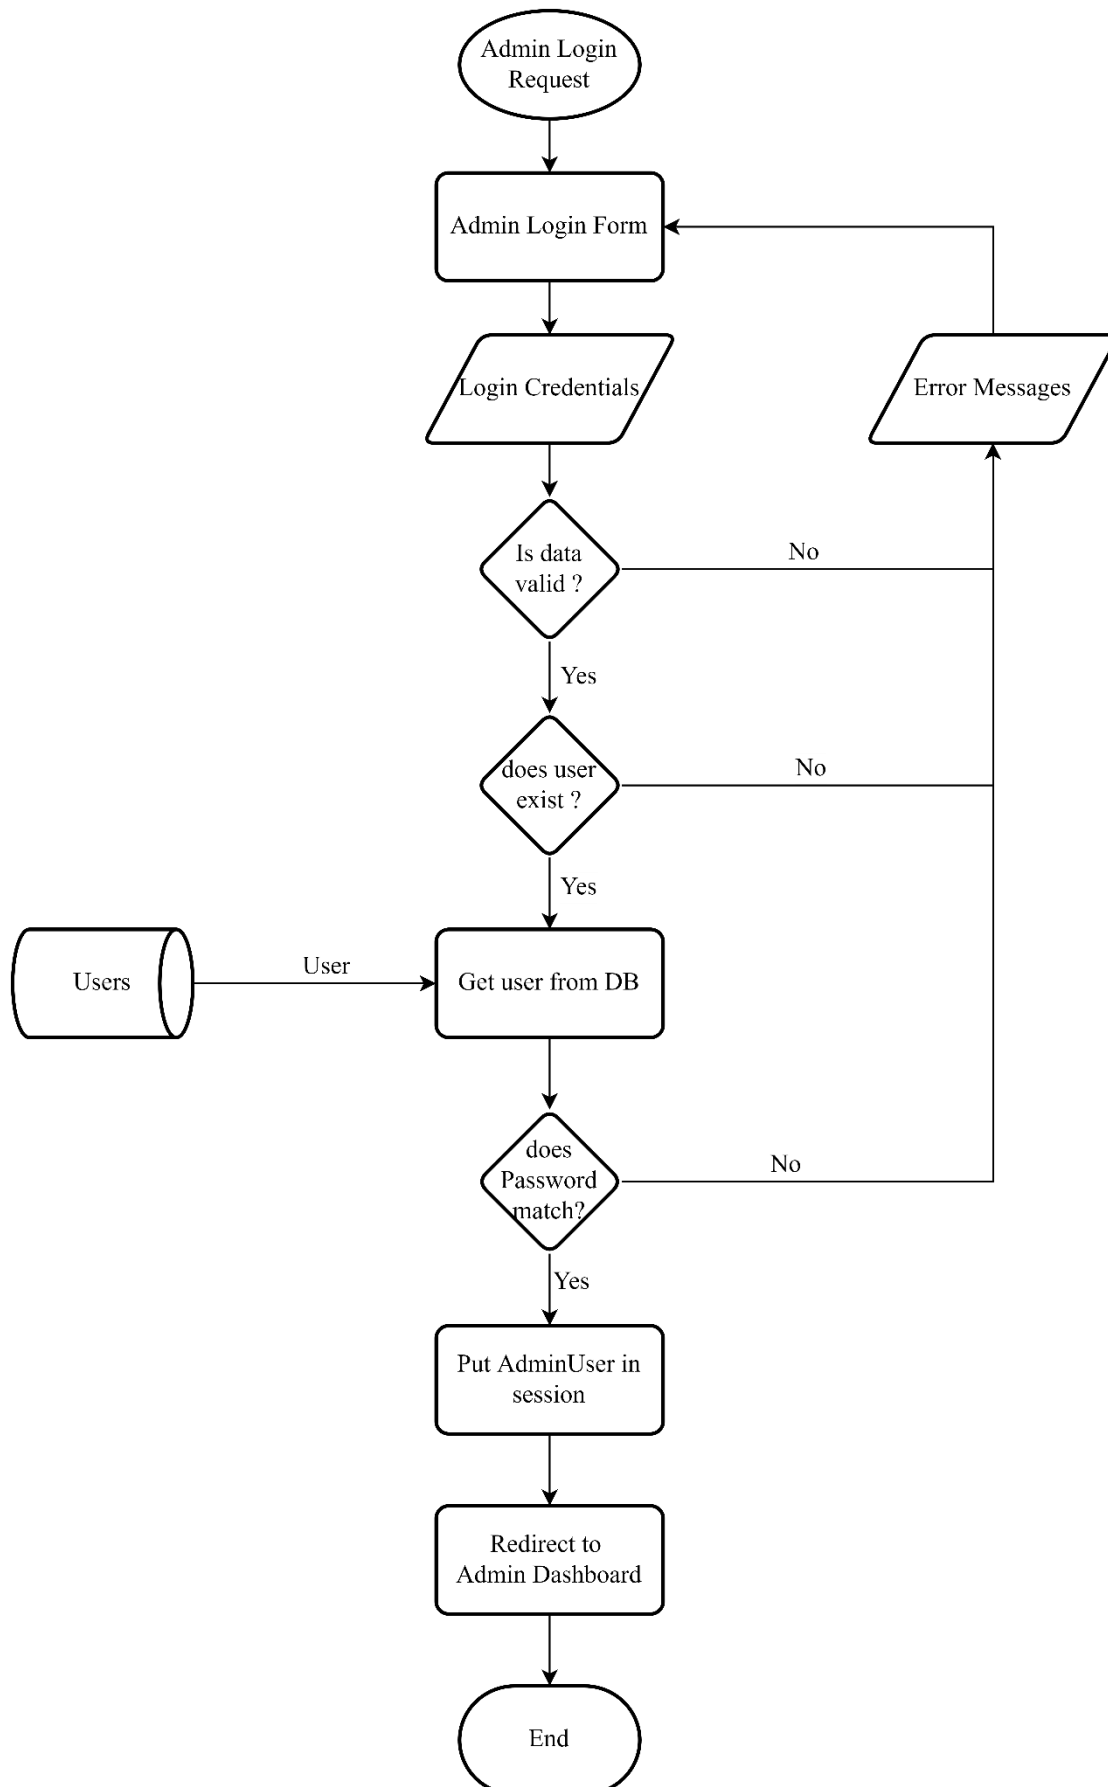 Admin Login
Request
Admin Login Form
Login Credentials
Error Messages
Is data
valid ?
No
Yes
does user
exist ?
No
Yes
Users
User
Get user from DB
does
Password
match?
No
Yes
Put AdminUser in
session
Redirect to
Admin Dashboard
End